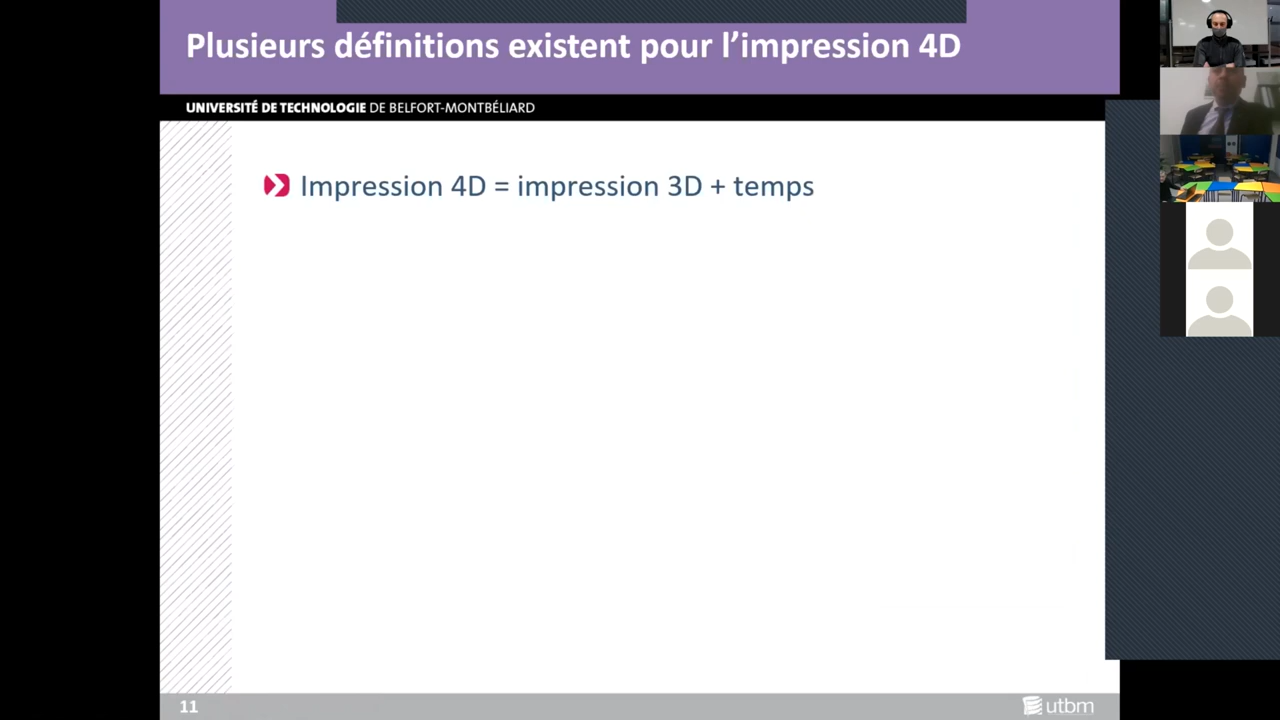 Plusieurs définitions existent pour l’impression 4D
UNIVERSITÉ DE TECHNOLOGIE DE BELFORT-MONTBÉLIARD
Impression 4D = impression 3D + temps
11
utbm